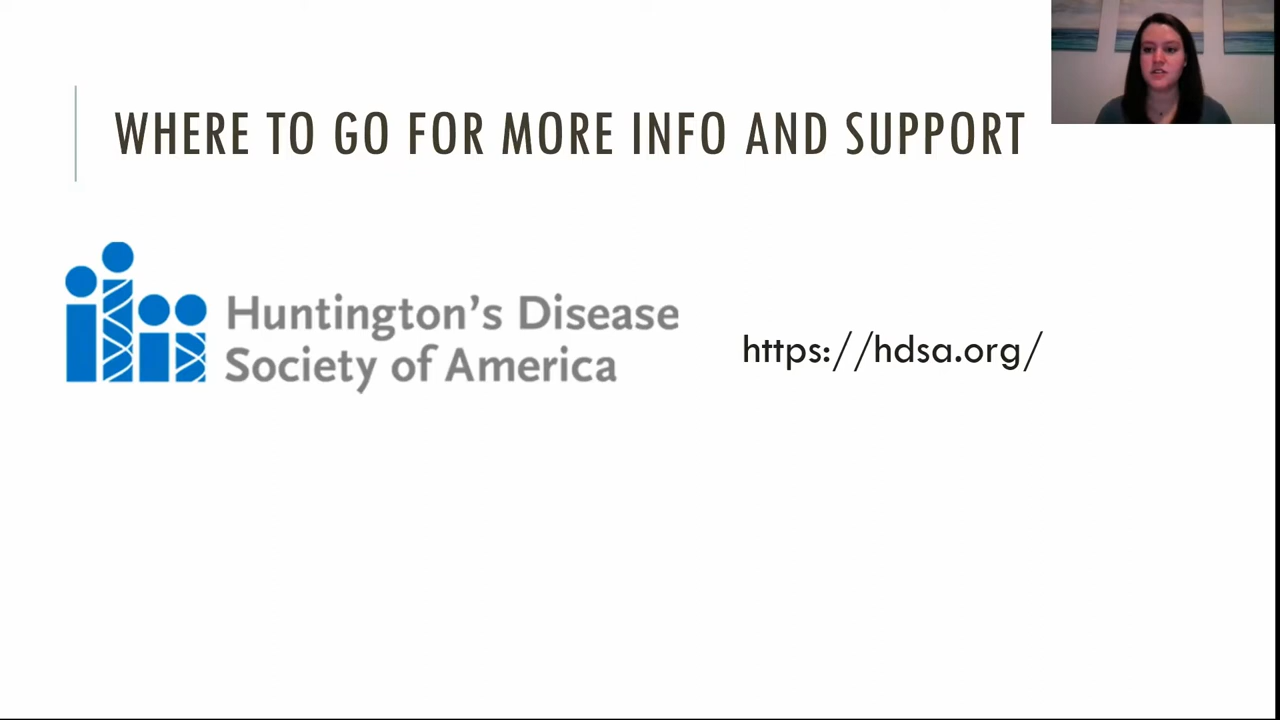 WHERE TO GO FOR MORE INFO AND SUPPORT
Huntington's Disease
Society of America
https://hdsa.org/